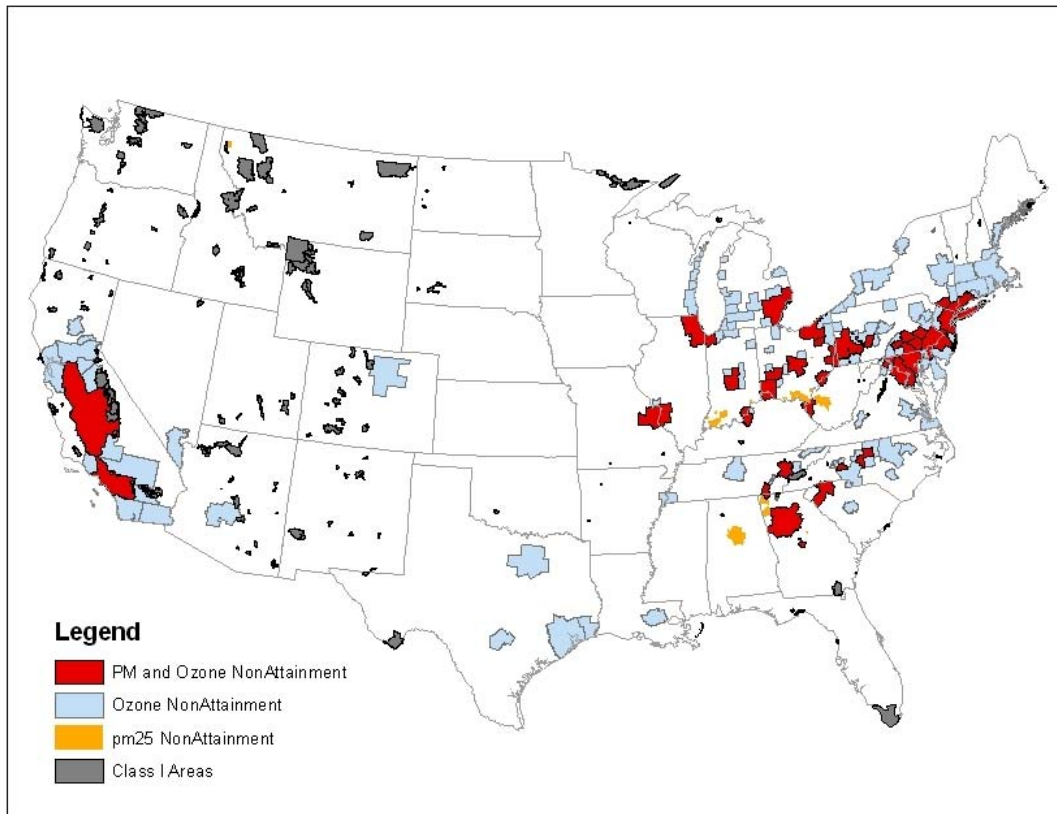 Legend
PM and Ozone NonAttainment
Ozone NonAttainment
pm25 NonAttainment
Class I Areas